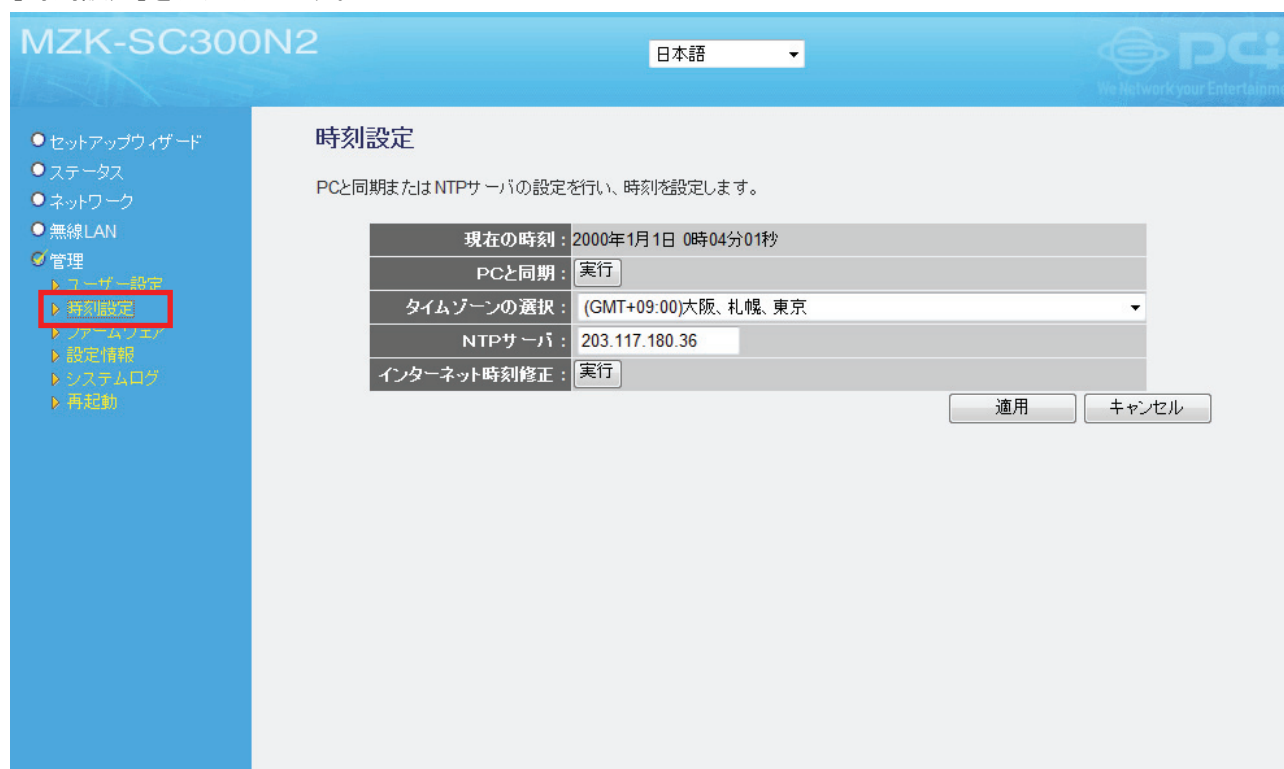 MZK-SC300N2
日本語
PCi
We Network your Entertainme
セットアップウィザード
ステータス
ネットワーク
無線LAN
管理
ユーザー設定
時刻設定
ファームウェア
設定情報
システムログ
再起動
時刻設定
PCと同期またはNTPサーバの設定を行い、時刻を設定します。
現在の時刻：2000年1月1日 0時04分01秒
PCと同期：実行
タイムゾーンの選択：(GMT+09:00)大阪、札幌、東京
NTPサーバ：203.117.180.36
インターネット時刻修正：実行
適用 キャンセル